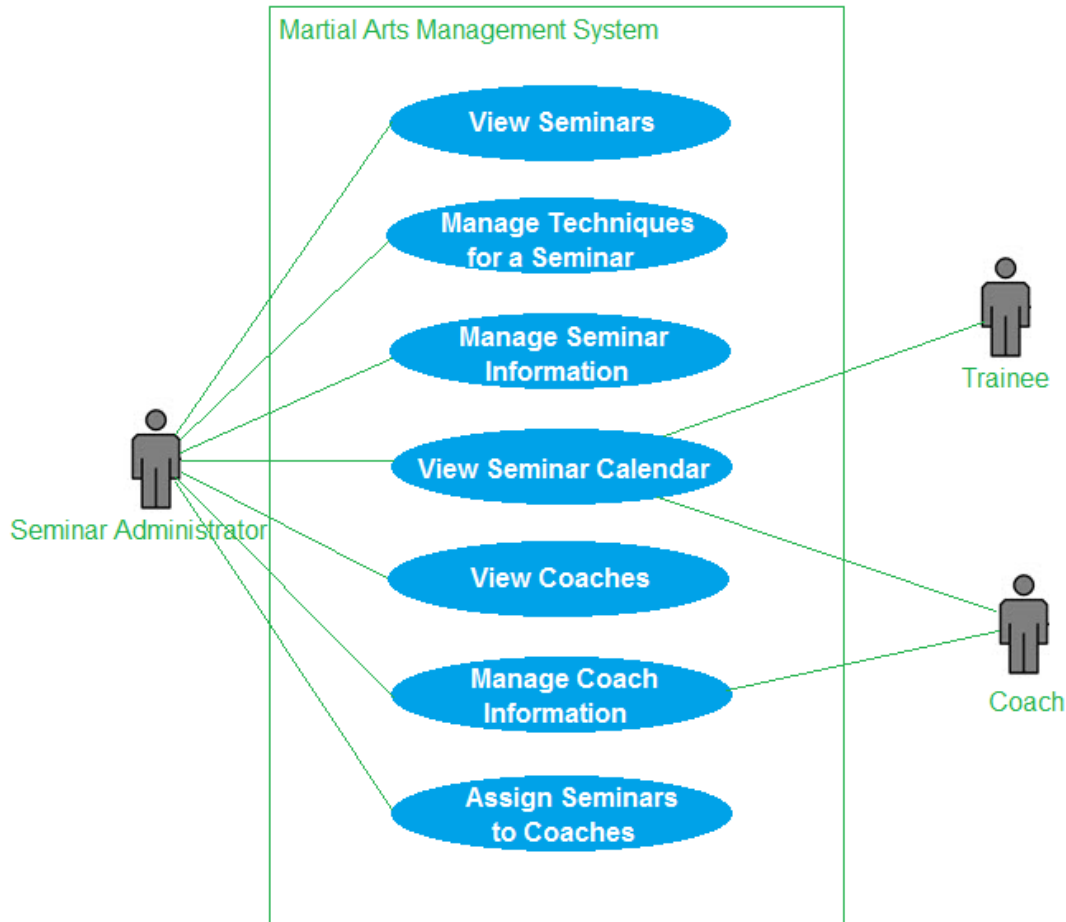 Martial Arts Management System
View Seminars
Manage Techniques
for a Seminar
Manage Seminar
Information
Trainee
View Seminar Calendar
Seminar Administrator
View Coaches
Manage Coach
Information
Coach
Assign Seminars
to Coaches